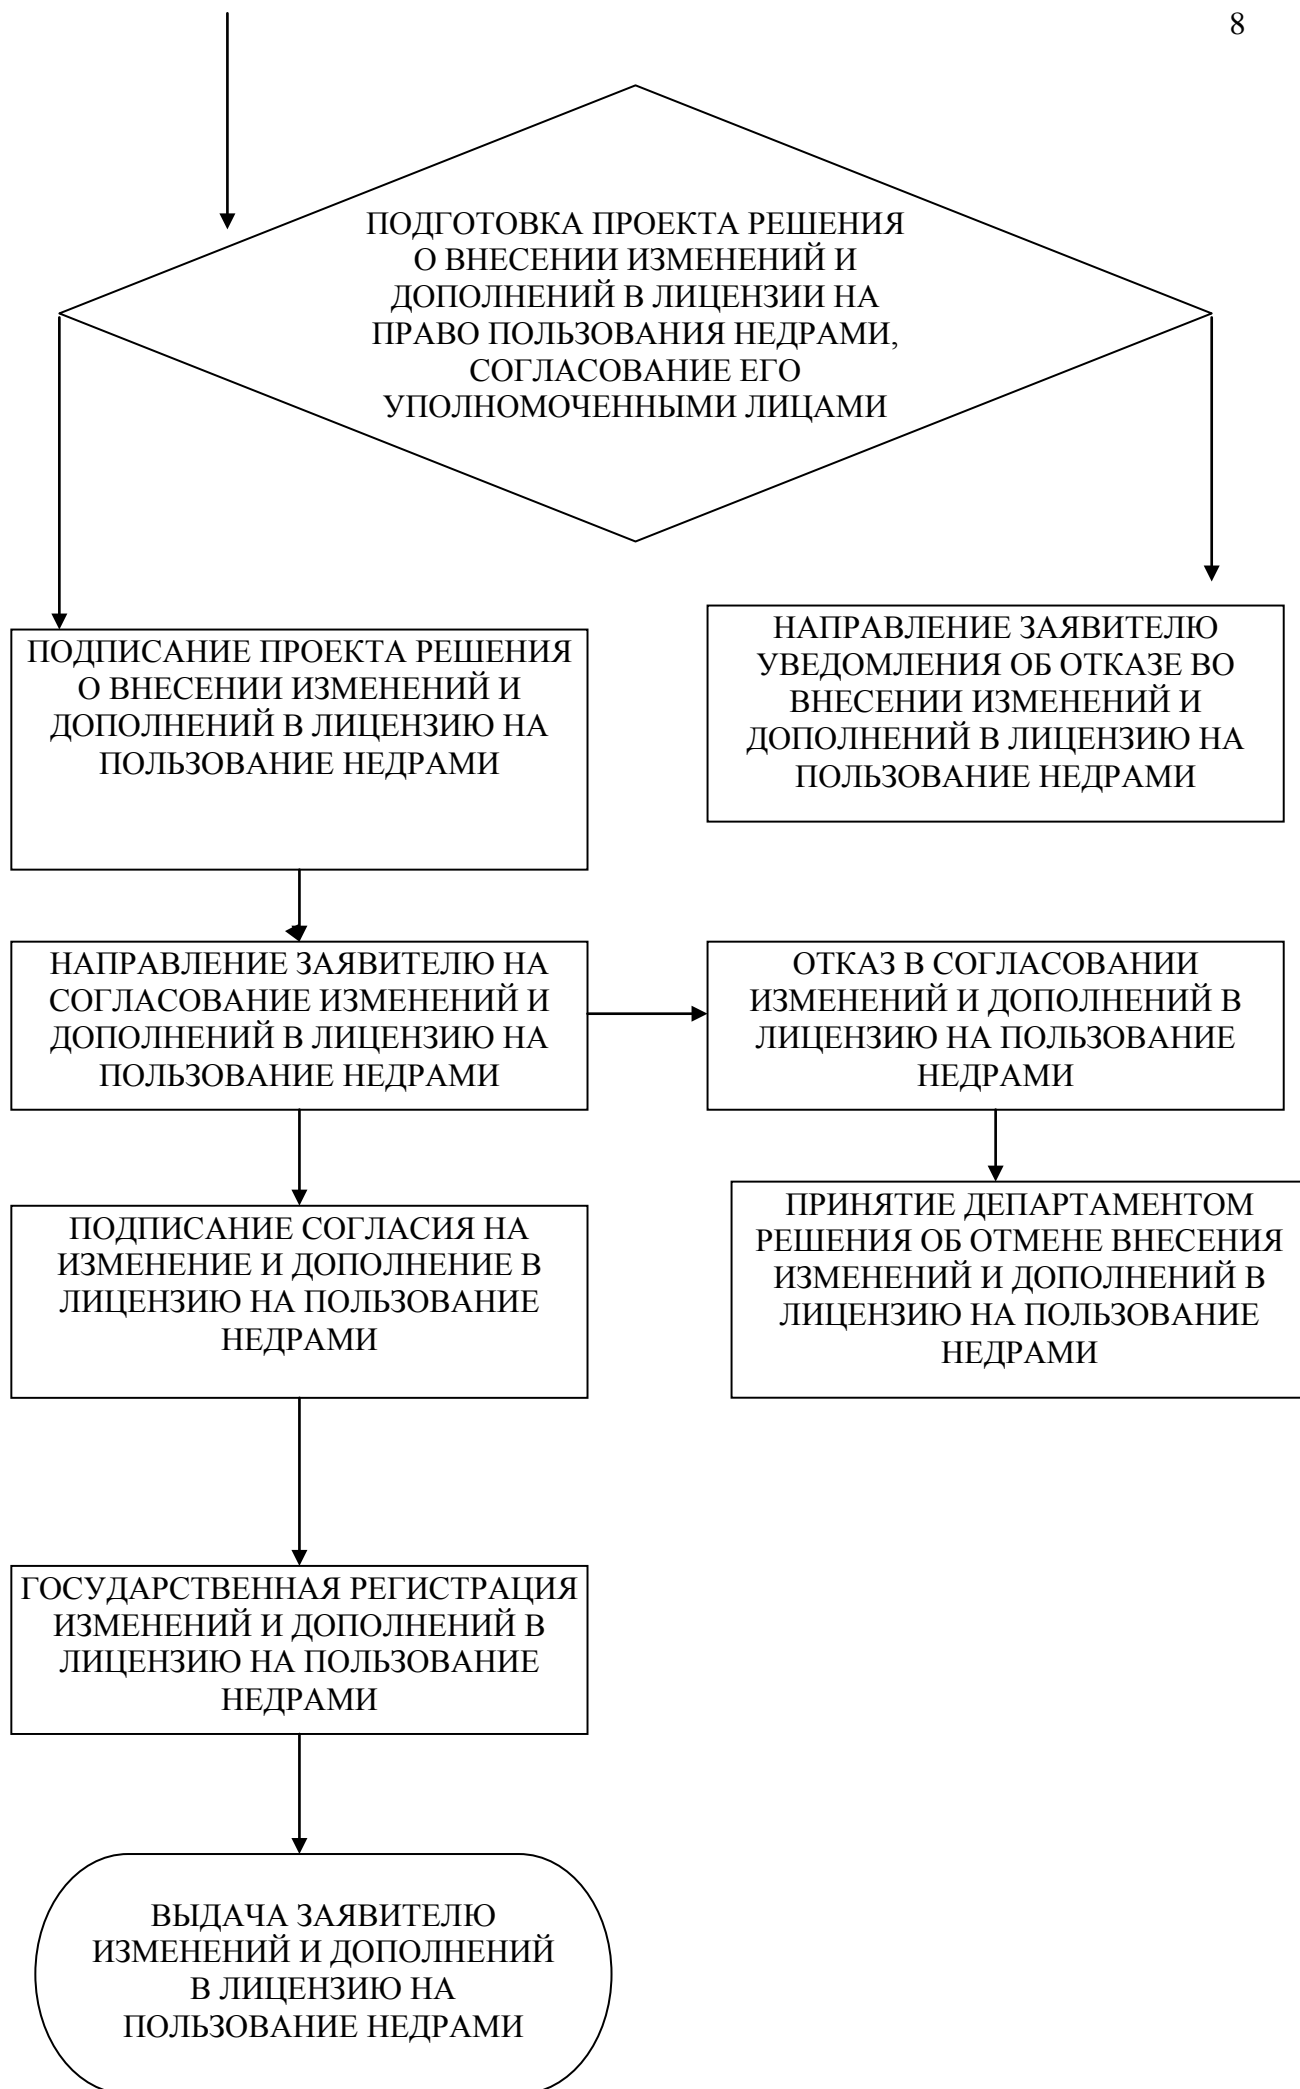 8
ПОДГОТОВКА ПРОЕКТА РЕШЕНИЯ
О ВНЕСЕНИИ ИЗМЕНЕНИЙ И
ДОПОЛНЕНИЙ В ЛИЦЕНЗИИ НА
ПРАВО ПОЛЬЗОВАНИЯ НЕДРАМИ,
СОГЛАСОВАНИЕ ЕГО
УПОЛНОМОЧЕННЫМИ ЛИЦАМИ
ПОДПИСАНИЕ ПРОЕКТА РЕШЕНИЯ
О ВНЕСЕНИИ ИЗМЕНЕНИЙ И
ДОПОЛНЕНИЙ В ЛИЦЕНЗИЮ НА
ПОЛЬЗОВАНИЕ НЕДРАМИ
НАПРАВЛЕНИЕ ЗАЯВИТЕЛЮ
УВЕДОМЛЕНИЯ ОБ ОТКАЗЕ ВО
ВНЕСЕНИИ ИЗМЕНЕНИЙ И
ДОПОЛНЕНИЙ В ЛИЦЕНЗИЮ НА
ПОЛЬЗОВАНИЕ НЕДРАМИ
НАПРАВЛЕНИЕ ЗАЯВИТЕЛЮ НА
СОГЛАСОВАНИЕ ИЗМЕНЕНИЙ И
ДОПОЛНЕНИЙ В ЛИЦЕНЗИЮ НА
ПОЛЬЗОВАНИЕ НЕДРАМИ
ОТКАЗ В СОГЛАСОВАНИИ
ИЗМЕНЕНИЙ И ДОПОЛНЕНИЙ В
ЛИЦЕНЗИЮ НА ПОЛЬЗОВАНИЕ
НЕДРАМИ
ПОДПИСАНИЕ СОГЛАСИЯ НА
ИЗМЕНЕНИЕ И ДОПОЛНЕНИЕ В
ЛИЦЕНЗИЮ НА ПОЛЬЗОВАНИЕ
НЕДРАМИ
ПРИНЯТИЕ ДЕПАРТАМЕНТОМ
РЕШЕНИЯ ОБ ОТМЕНЕ ВНЕСЕНИЯ
ИЗМЕНЕНИЙ И ДОПОЛНЕНИЙ В
ЛИЦЕНЗИЮ НА ПОЛЬЗОВАНИЕ
НЕДРАМИ
ГОСУДАРСТВЕННАЯ РЕГИСТРАЦИЯ
ИЗМЕНЕНИЙ И ДОПОЛНЕНИЙ В
ЛИЦЕНЗИЮ НА ПОЛЬЗОВАНИЕ
НЕДРАМИ
ВЫДАЧА ЗАЯВИТЕЛЮ
ИЗМЕНЕНИЙ И ДОПОЛНЕНИЙ
В ЛИЦЕНЗИЮ НА
ПОЛЬЗОВАНИЕ НЕДРАМИ